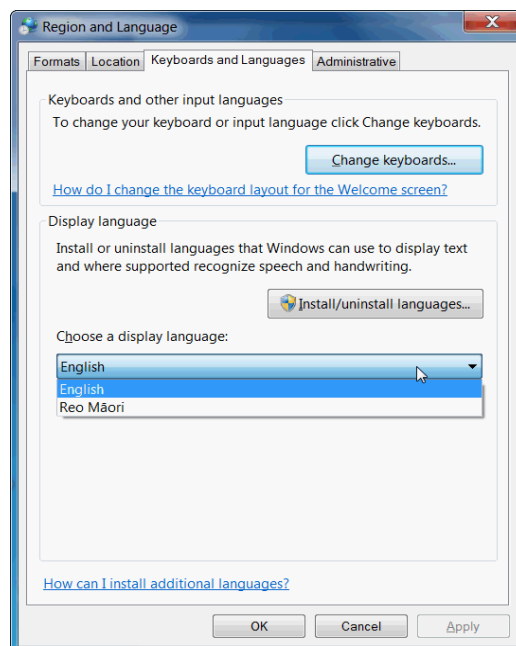 Region and Language
Formats Location Keyboards and Languages Administrative
Keyboards and other input languages
To change your keyboard or input language click Change keyboards.
Change keyboards...
How do I change the keyboard layout for the Welcome screen?
Display language
Install or uninstall languages that Windows can use to display text
and where supported recognize speech and handwriting.
Install/uninstall languages...
Choose a display language:
English
English
Reo Māori
How can I install additional languages?
OK Cancel Apply